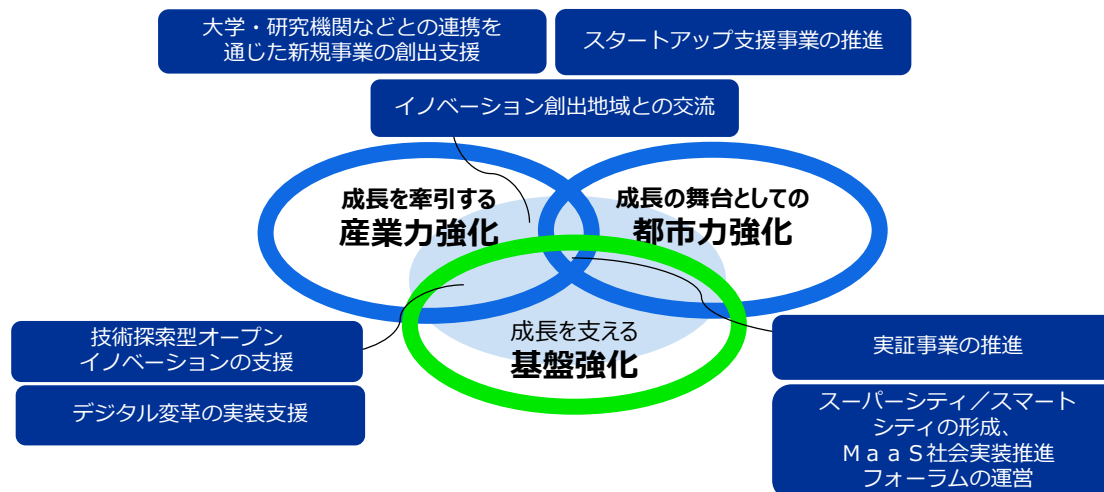 大学・研究機関などとの連携を
通じた新規事業の創出支援
スタートアップ支援事業の推進
イノベーション創出地域との交流
成長を牽引する
産業力強化
成長の舞台としての
都市力強化
成長を支える
基盤強化
技術探索型オープン
イノベーションの支援
デジタル変革の実装支援
実証事業の推進
スーパーシティ／スマート
シティの形成、
ＭａａＳ社会実装推進
フォーラムの運営